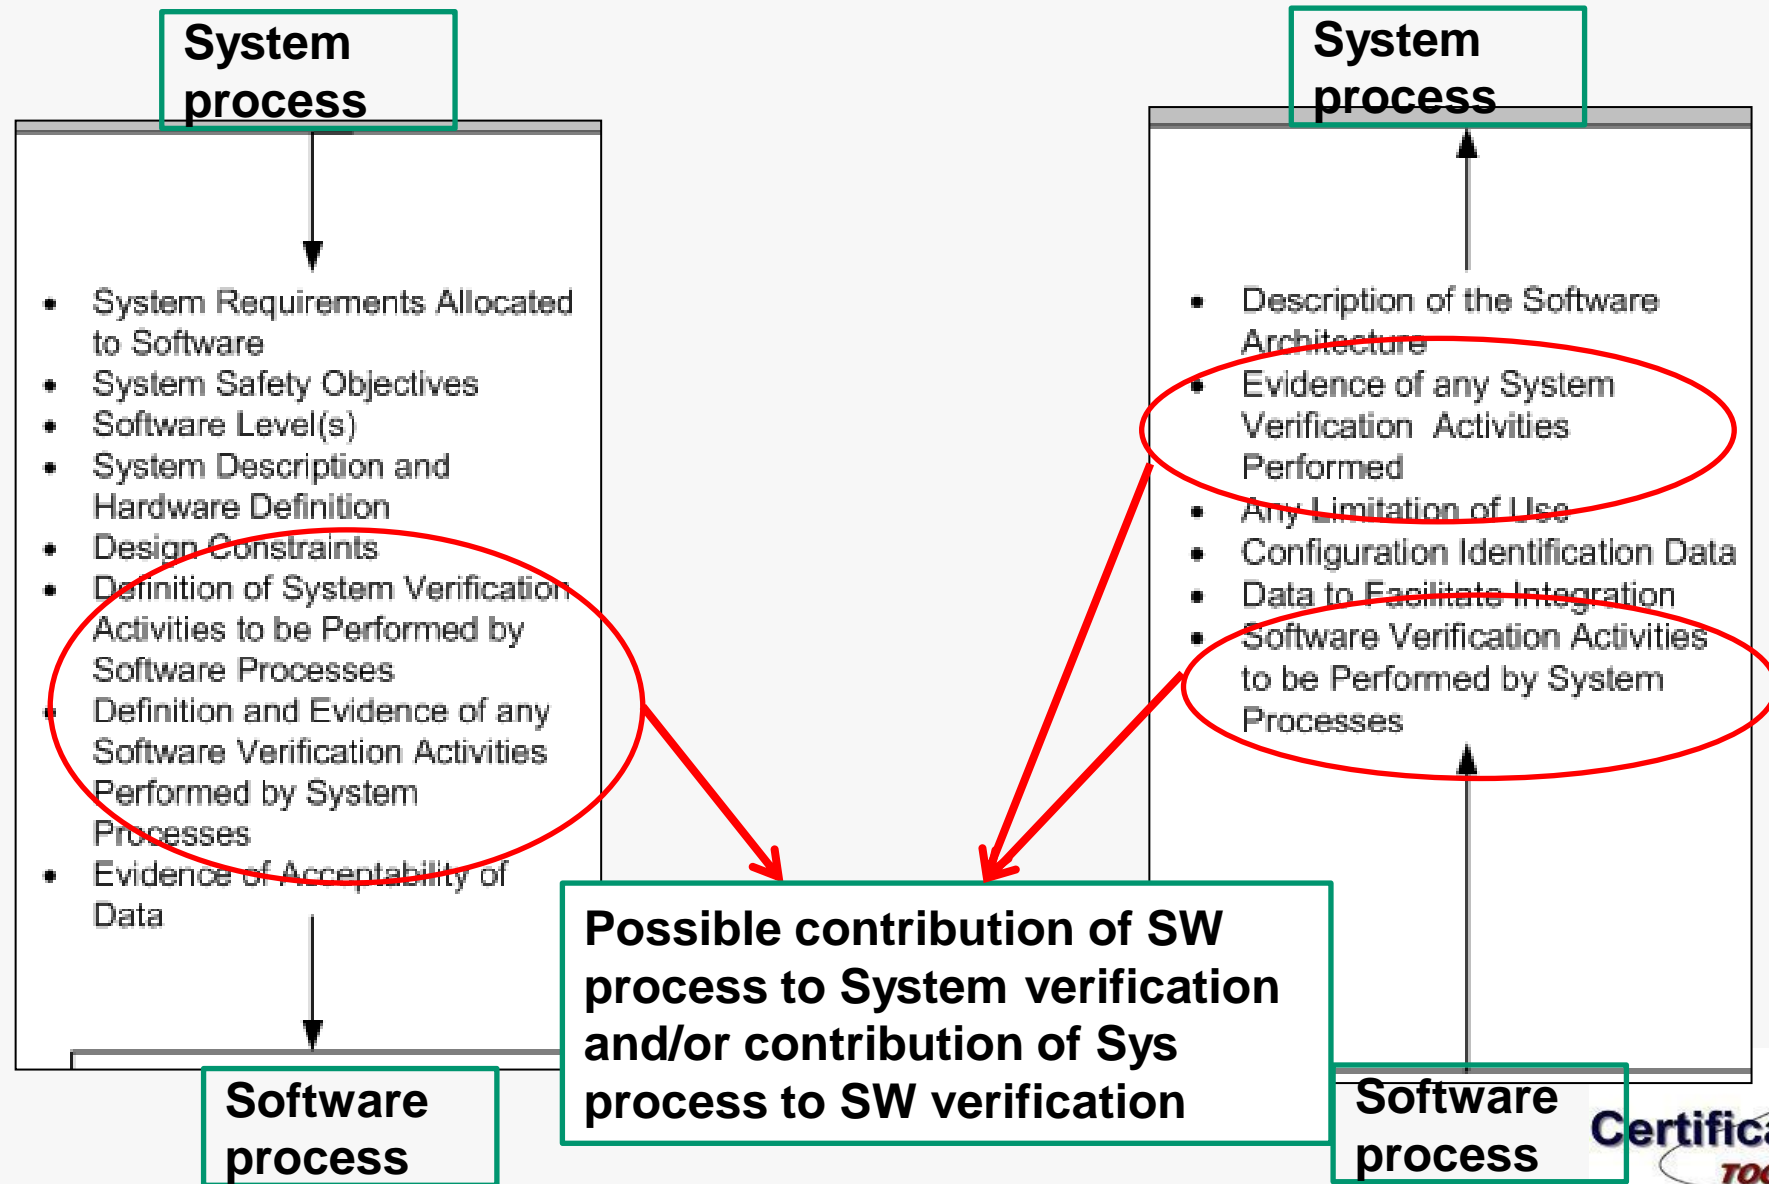 System
process
• System Requirements Allocated
to Software
• System Safety Objectives
• Software Level(s)
• System Description and
Hardware Definition
• Design Constraints
• Definition of System Verification
Activities to be Performed by
Software Processes
• Definition and Evidence of any
Software Verification Activities
Performed by System
Processes
• Evidence of Acceptability of
Data
Software
process
System
process
• Description of the Software
Architecture
• Evidence of any System
Verification Activities
Performed
• Any Limitation of Use
• Configuration Identification Data
• Data to Facilitate Integration
• Software Verification Activities
to be Performed by System
Processes
Possible contribution of SW
process to System verification
and/or contribution of Sys
process to SW verification
Software
process